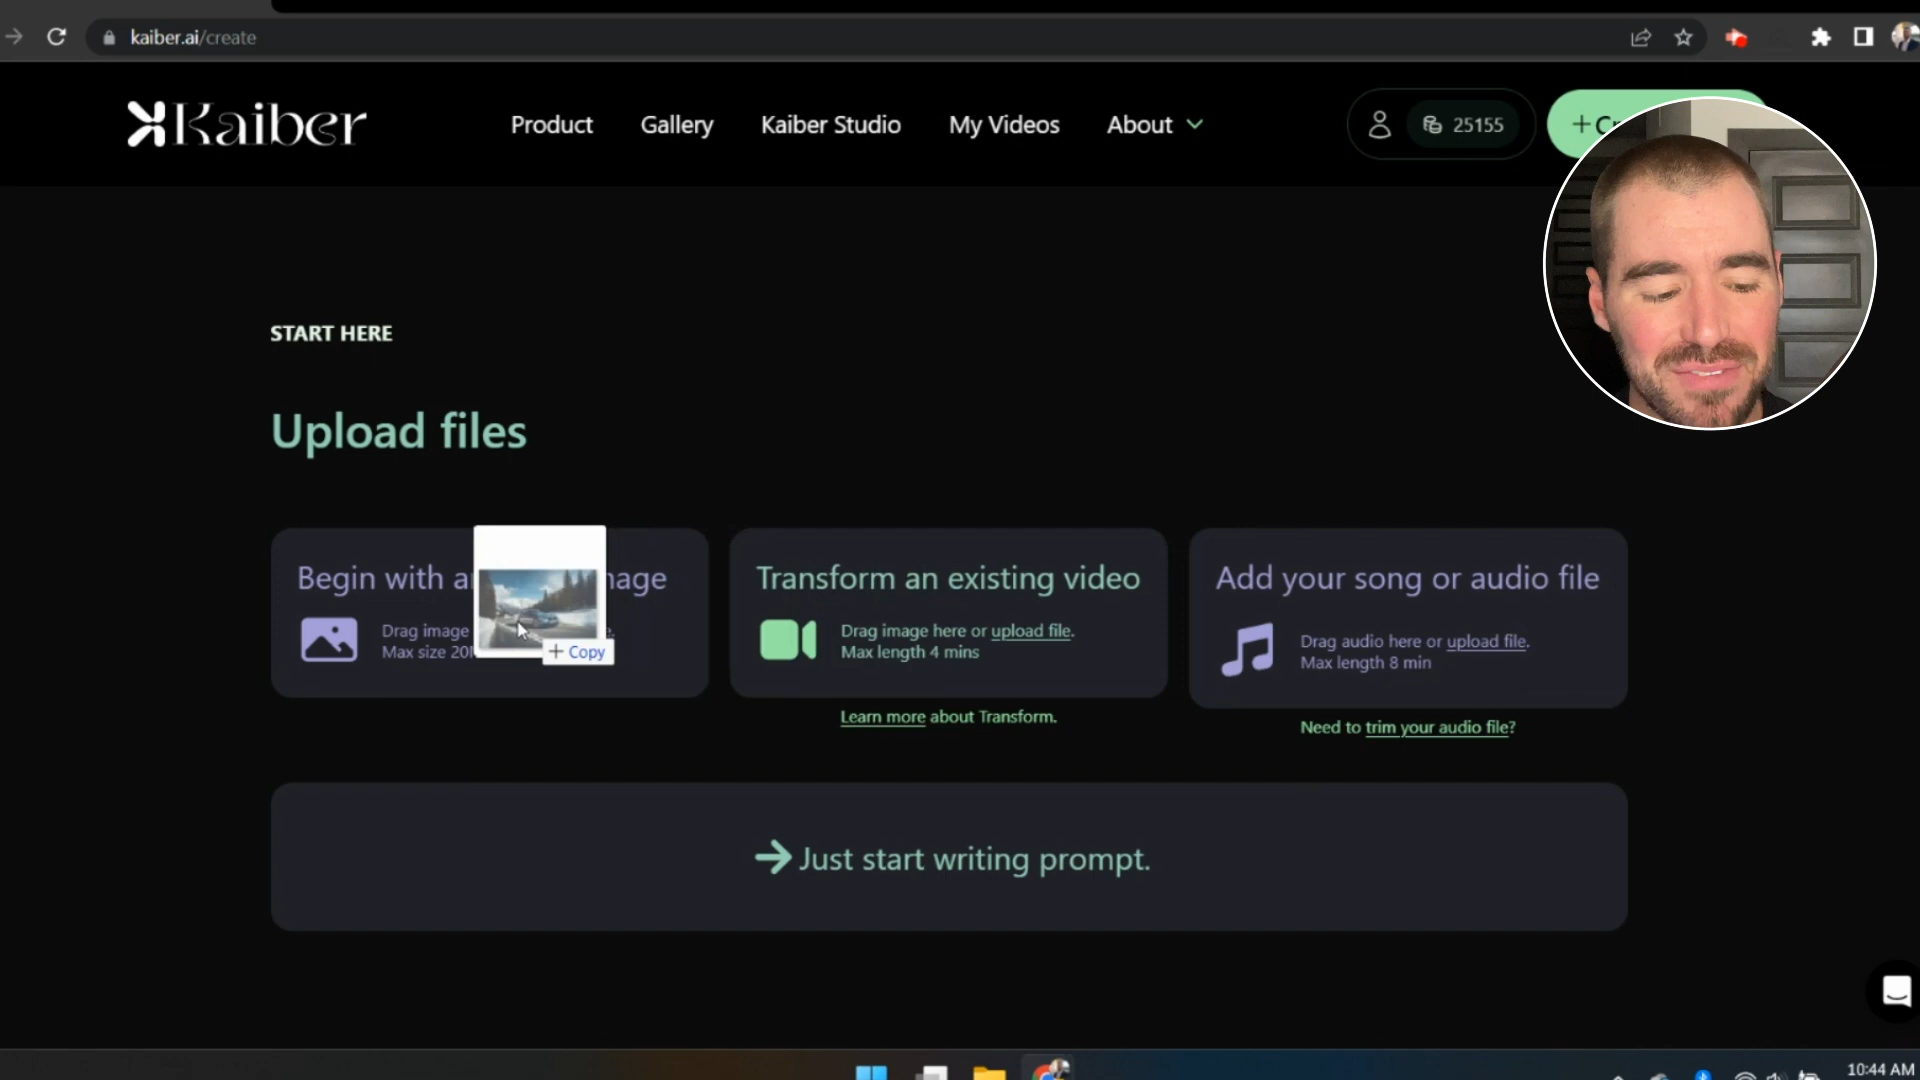 kaiber.ai/create
Kaiber
Product
Gallery
Kaiber Studio
My Videos
About
25155
START HERE
Upload files
Begin with
Drag image
Max size
+ Copy
Transform an existing video
Drag image here or upload file.
Max length 4 mins
Learn more about Transform.
Add your song or audio file
Drag audio here or upload file.
Max length 8 min
Need to trim your audio file?
Just start writing prompt.
10:44 AM